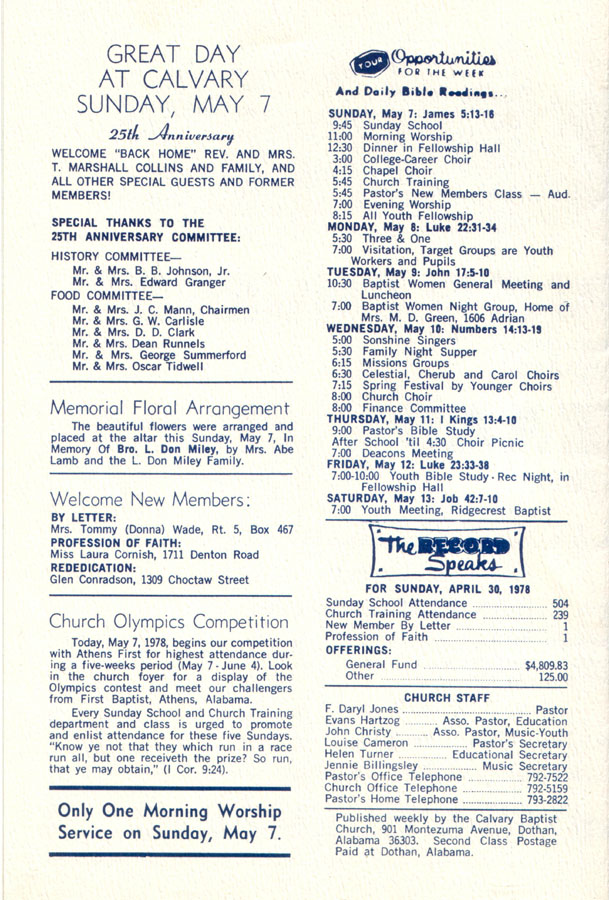 GREAT DAY
AT CALVARY
SUNDAY, MAY 7
25th Anniversary
WELCOME "BACK HOME" REV. AND MRS.
T. MARSHALL COLLINS AND FAMILY, AND
ALL OTHER SPECIAL GUESTS AND FORMER
MEMBERS!
SPECIAL THANKS TO THE
25TH ANNIVERSARY COMMITTEE:
HISTORY COMMITTEE—
Mr. & Mrs. B. B. Johnson, Jr.
Mr. & Mrs. Edward Granger
FOOD COMMITTEE—
Mr. & Mrs. J. C. Mann, Chairmen
Mr. & Mrs. G. W. Carlisle
Mr. & Mrs. D. D. Clark
Mr. & Mrs. Dean Runnels
Mr. & Mrs. George Summerford
Mr. & Mrs. Oscar Tidwell
Memorial Floral Arrangement
The beautiful flowers were arranged and
placed at the altar this Sunday, May 7, In
Memory Of Bro. L. Don Miley, by Mrs. Abe
Lamb and the L. Don Miley Family.
Welcome New Members:
BY LETTER:
Mrs. Tommy (Donna) Wade, Rt. 5, Box 467
PROFESSION OF FAITH:
Miss Laura Cornish, 1711 Denton Road
REDEDICATION:
Glen Conradson, 1309 Choctaw Street
Church Olympics Competition
Today, May 7, 1978, begins our competition
with Athens First for highest attendance dur-
ing a five-weeks period (May 7 - June 4). Look
in the church foyer for a display of the
Olympics contest and meet our challengers
from First Baptist, Athens, Alabama.
Every Sunday School and Church Training
department and class is urged to promote
and enlist attendance for these five Sundays.
"Know ye not that they which run in a race
run all, but one receiveth the prize? So run,
that ye may obtain," (I Cor. 9:24).
Only One Morning Worship
Service on Sunday, May 7.
YOUR Opportunities
FOR THE WEEK
And Daily Bible Readings...
SUNDAY, May 7: James 5:13-16
9:45 Sunday School
11:00 Morning Worship
12:30 Dinner in Fellowship Hall
3:00 College-Career Choir
4:15 Chapel Choir
5:45 Church Training
5:45 Pastor's New Members Class — Aud.
7:00 Evening Worship
8:15 All Youth Fellowship
MONDAY, May 8: Luke 22:31-34
5:30 Three & One
7:00 Visitation, Target Groups are Youth
Workers and Pupils
TUESDAY, May 9: John 17:5-10
10:30 Baptist Women General Meeting and
Luncheon
7:00 Baptist Women Night Group, Home of
Mrs. M. D. Green, 1606 Adrian
WEDNESDAY, May 10: Numbers 14:13-19
5:00 Sonshine Singers
5:30 Family Night Supper
6:15 Missions Groups
6:30 Celestial, Cherub and Carol Choirs
7:15 Spring Festival by Younger Choirs
8:00 Church Choir
8:00 Finance Committee
THURSDAY, May 11: I Kings 13:4-10
9:00 Pastor's Bible Study
After School 'til 4:30 Choir Picnic
7:00 Deacons Meeting
FRIDAY, May 12: Luke 23:33-38
7:00-10:00 Youth Bible Study - Rec Night, in
Fellowship Hall
SATURDAY, May 13: Job 42:7-10
7:00 Youth Meeting, Ridgecrest Baptist
The RECORD
Speaks
FOR SUNDAY, APRIL 30, 1978
Sunday School Attendance .......... 504
Church Training Attendance .......... 239
New Member By Letter .......... 1
Profession of Faith .......... 1
OFFERINGS:
General Fund .......... $4,809.83
Other .......... 125.00
CHURCH STAFF
F. Daryl Jones .......... Pastor
Evans Hartzog .......... Asso. Pastor, Education
John Christy .......... Asso. Pastor, Music-Youth
Louise Cameron .......... Pastor's Secretary
Helen Turner .......... Educational Secretary
Jennie Billingsley .......... Music Secretary
Pastor's Office Telephone .......... 792-7522
Church Office Telephone .......... 792-5159
Pastor's Home Telephone .......... 793-2822
Published weekly by the Calvary Baptist
Church, 901 Montezuma Avenue, Dothan,
Alabama 36303. Second Class Postage
Paid at Dothan, Alabama.